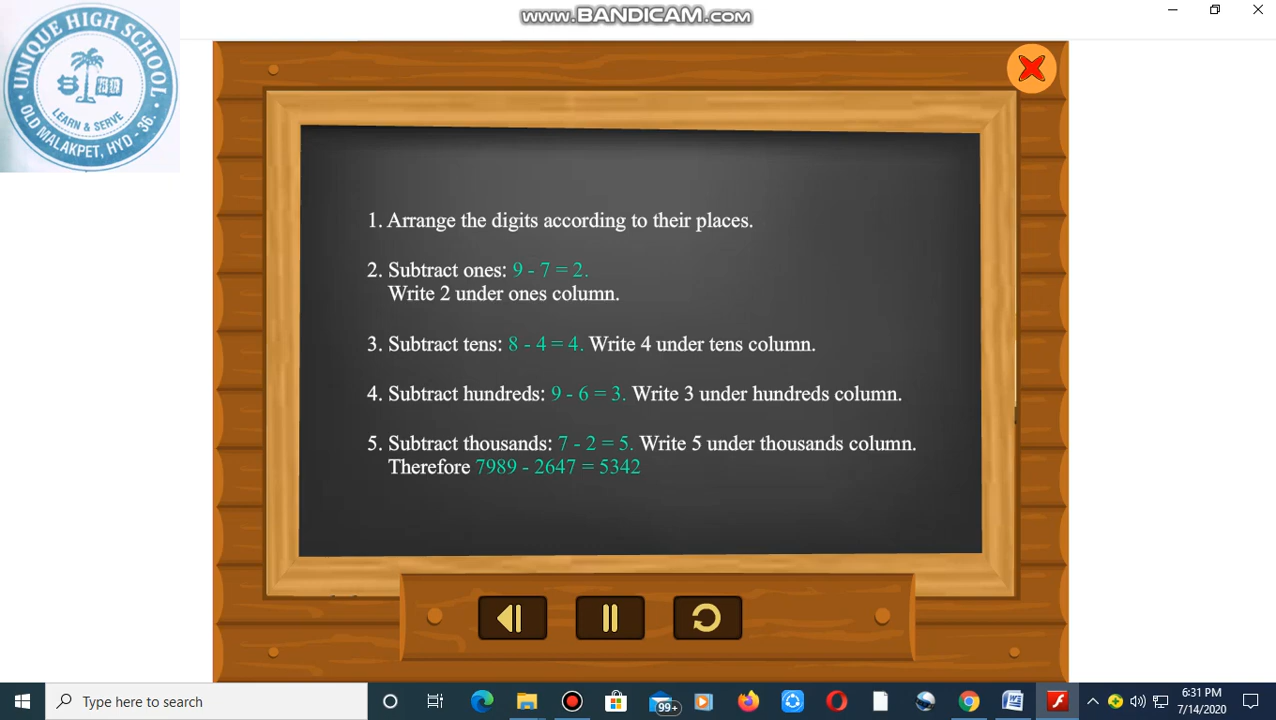 www.BANDICAM.com
UNIQUE HIGH SCHOOL
LEARN & SERVE
OLD MALAKPET, HYD - 36.
1. Arrange the digits according to their places.
2. Subtract ones: 9 - 7 = 2.
Write 2 under ones column.
3. Subtract tens: 8 - 4 = 4. Write 4 under tens column.
4. Subtract hundreds: 9 - 6 = 3. Write 3 under hundreds column.
5. Subtract thousands: 7 - 2 = 5. Write 5 under thousands column.
Therefore 7989 - 2647 = 5342
Type here to search
99+
6:31 PM
7/14/2020